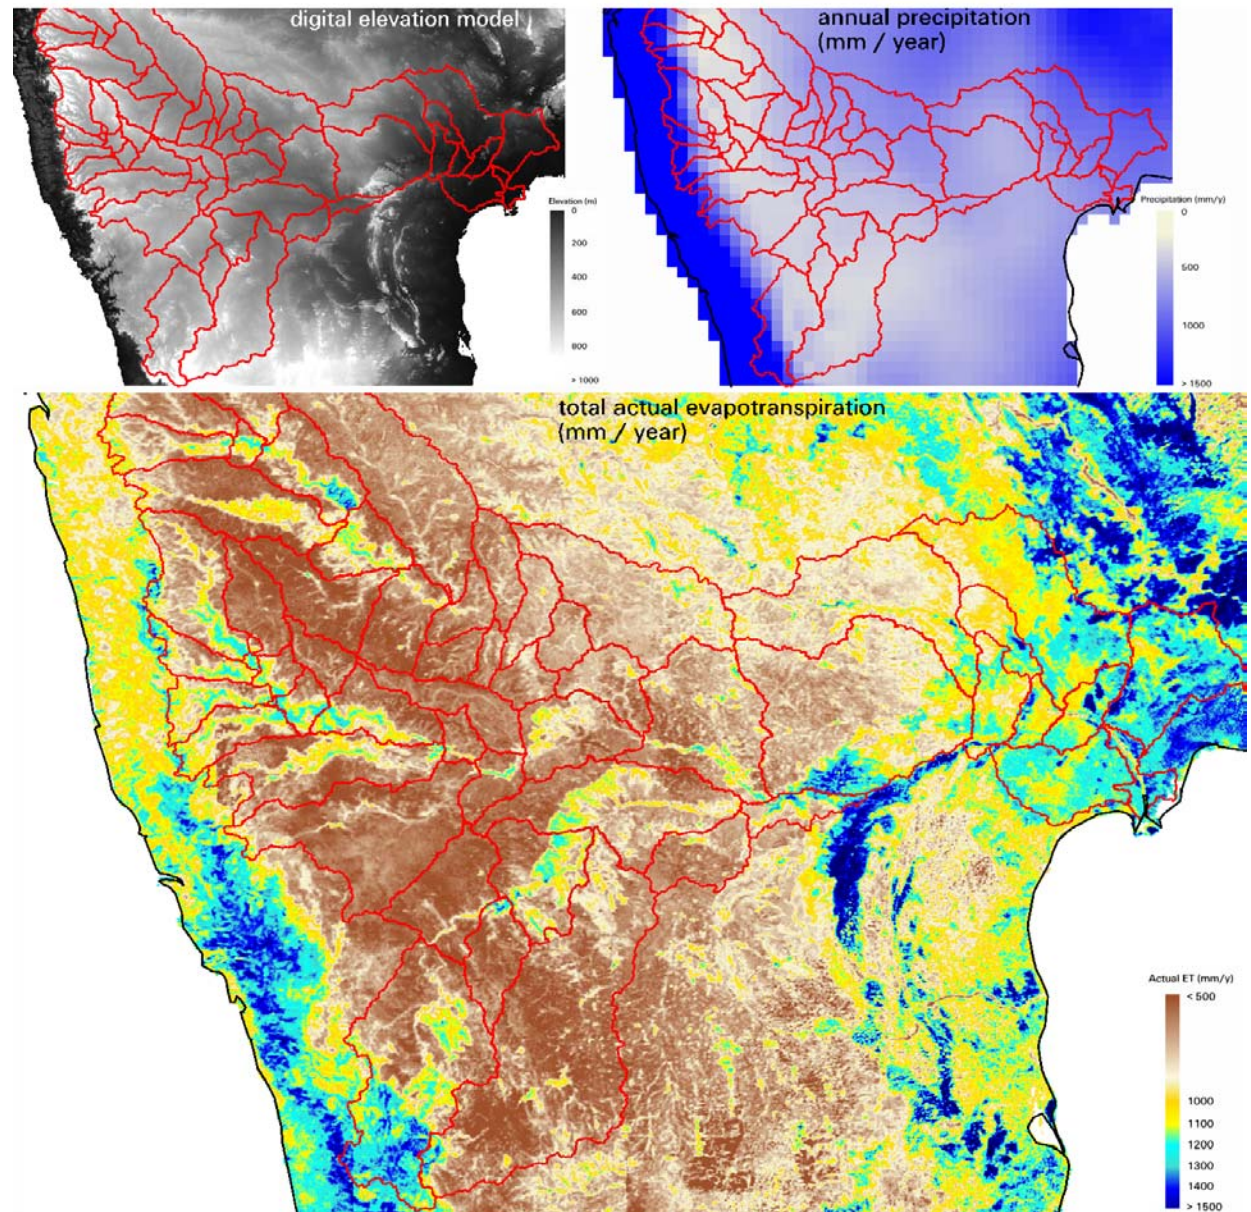 digital elevation model
annual precipitation
(mm / year)
Elevation (m)
0
200
400
600
800
> 1000
Precipitation (mm/y)
0
500
1000
> 1500
total actual evapotranspiration
(mm / year)
Actual ET (mm/y)
< 500
1000
1100
1200
1300
1400
> 1500